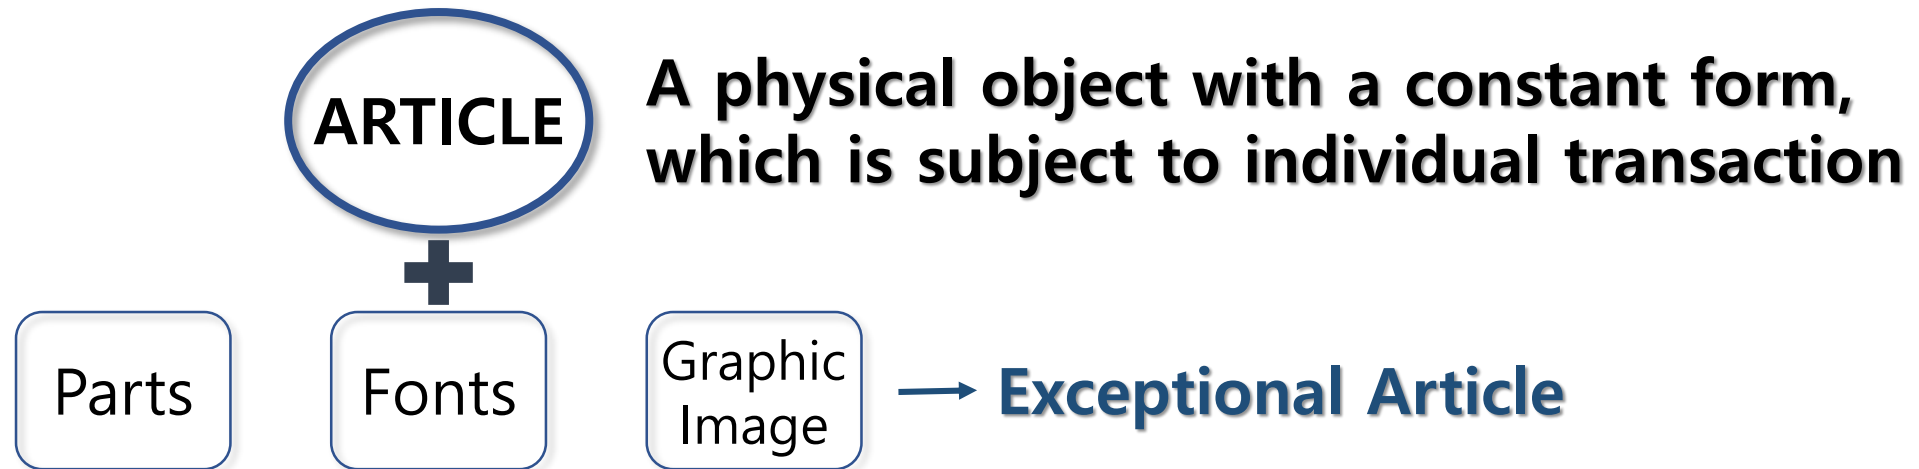 ARTICLE
A physical object with a constant form,
which is subject to individual transaction
Parts
Fonts
Graphic
Image
Exceptional Article